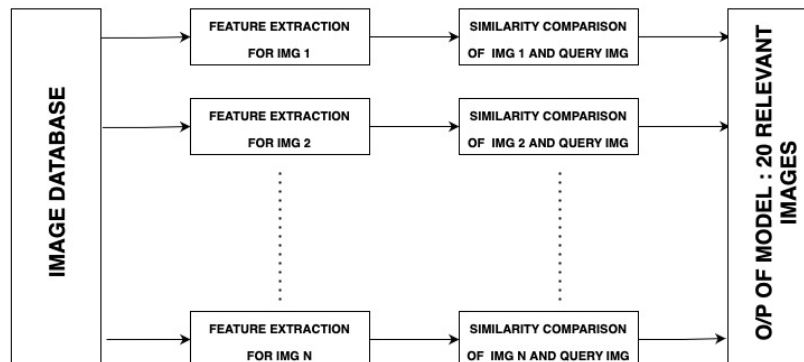 IMAGE DATABASE
FEATURE EXTRACTION
FOR IMG 1
SIMILARITY COMPARISON
OF IMG 1 AND QUERY IMG
FEATURE EXTRACTION
FOR IMG 2
SIMILARITY COMPARISON
OF IMG 2 AND QUERY IMG
FEATURE EXTRACTION
FOR IMG N
SIMILARITY COMPARISON
OF IMG N AND QUERY IMG
O/P OF MODEL : 20 RELEVANT
IMAGES